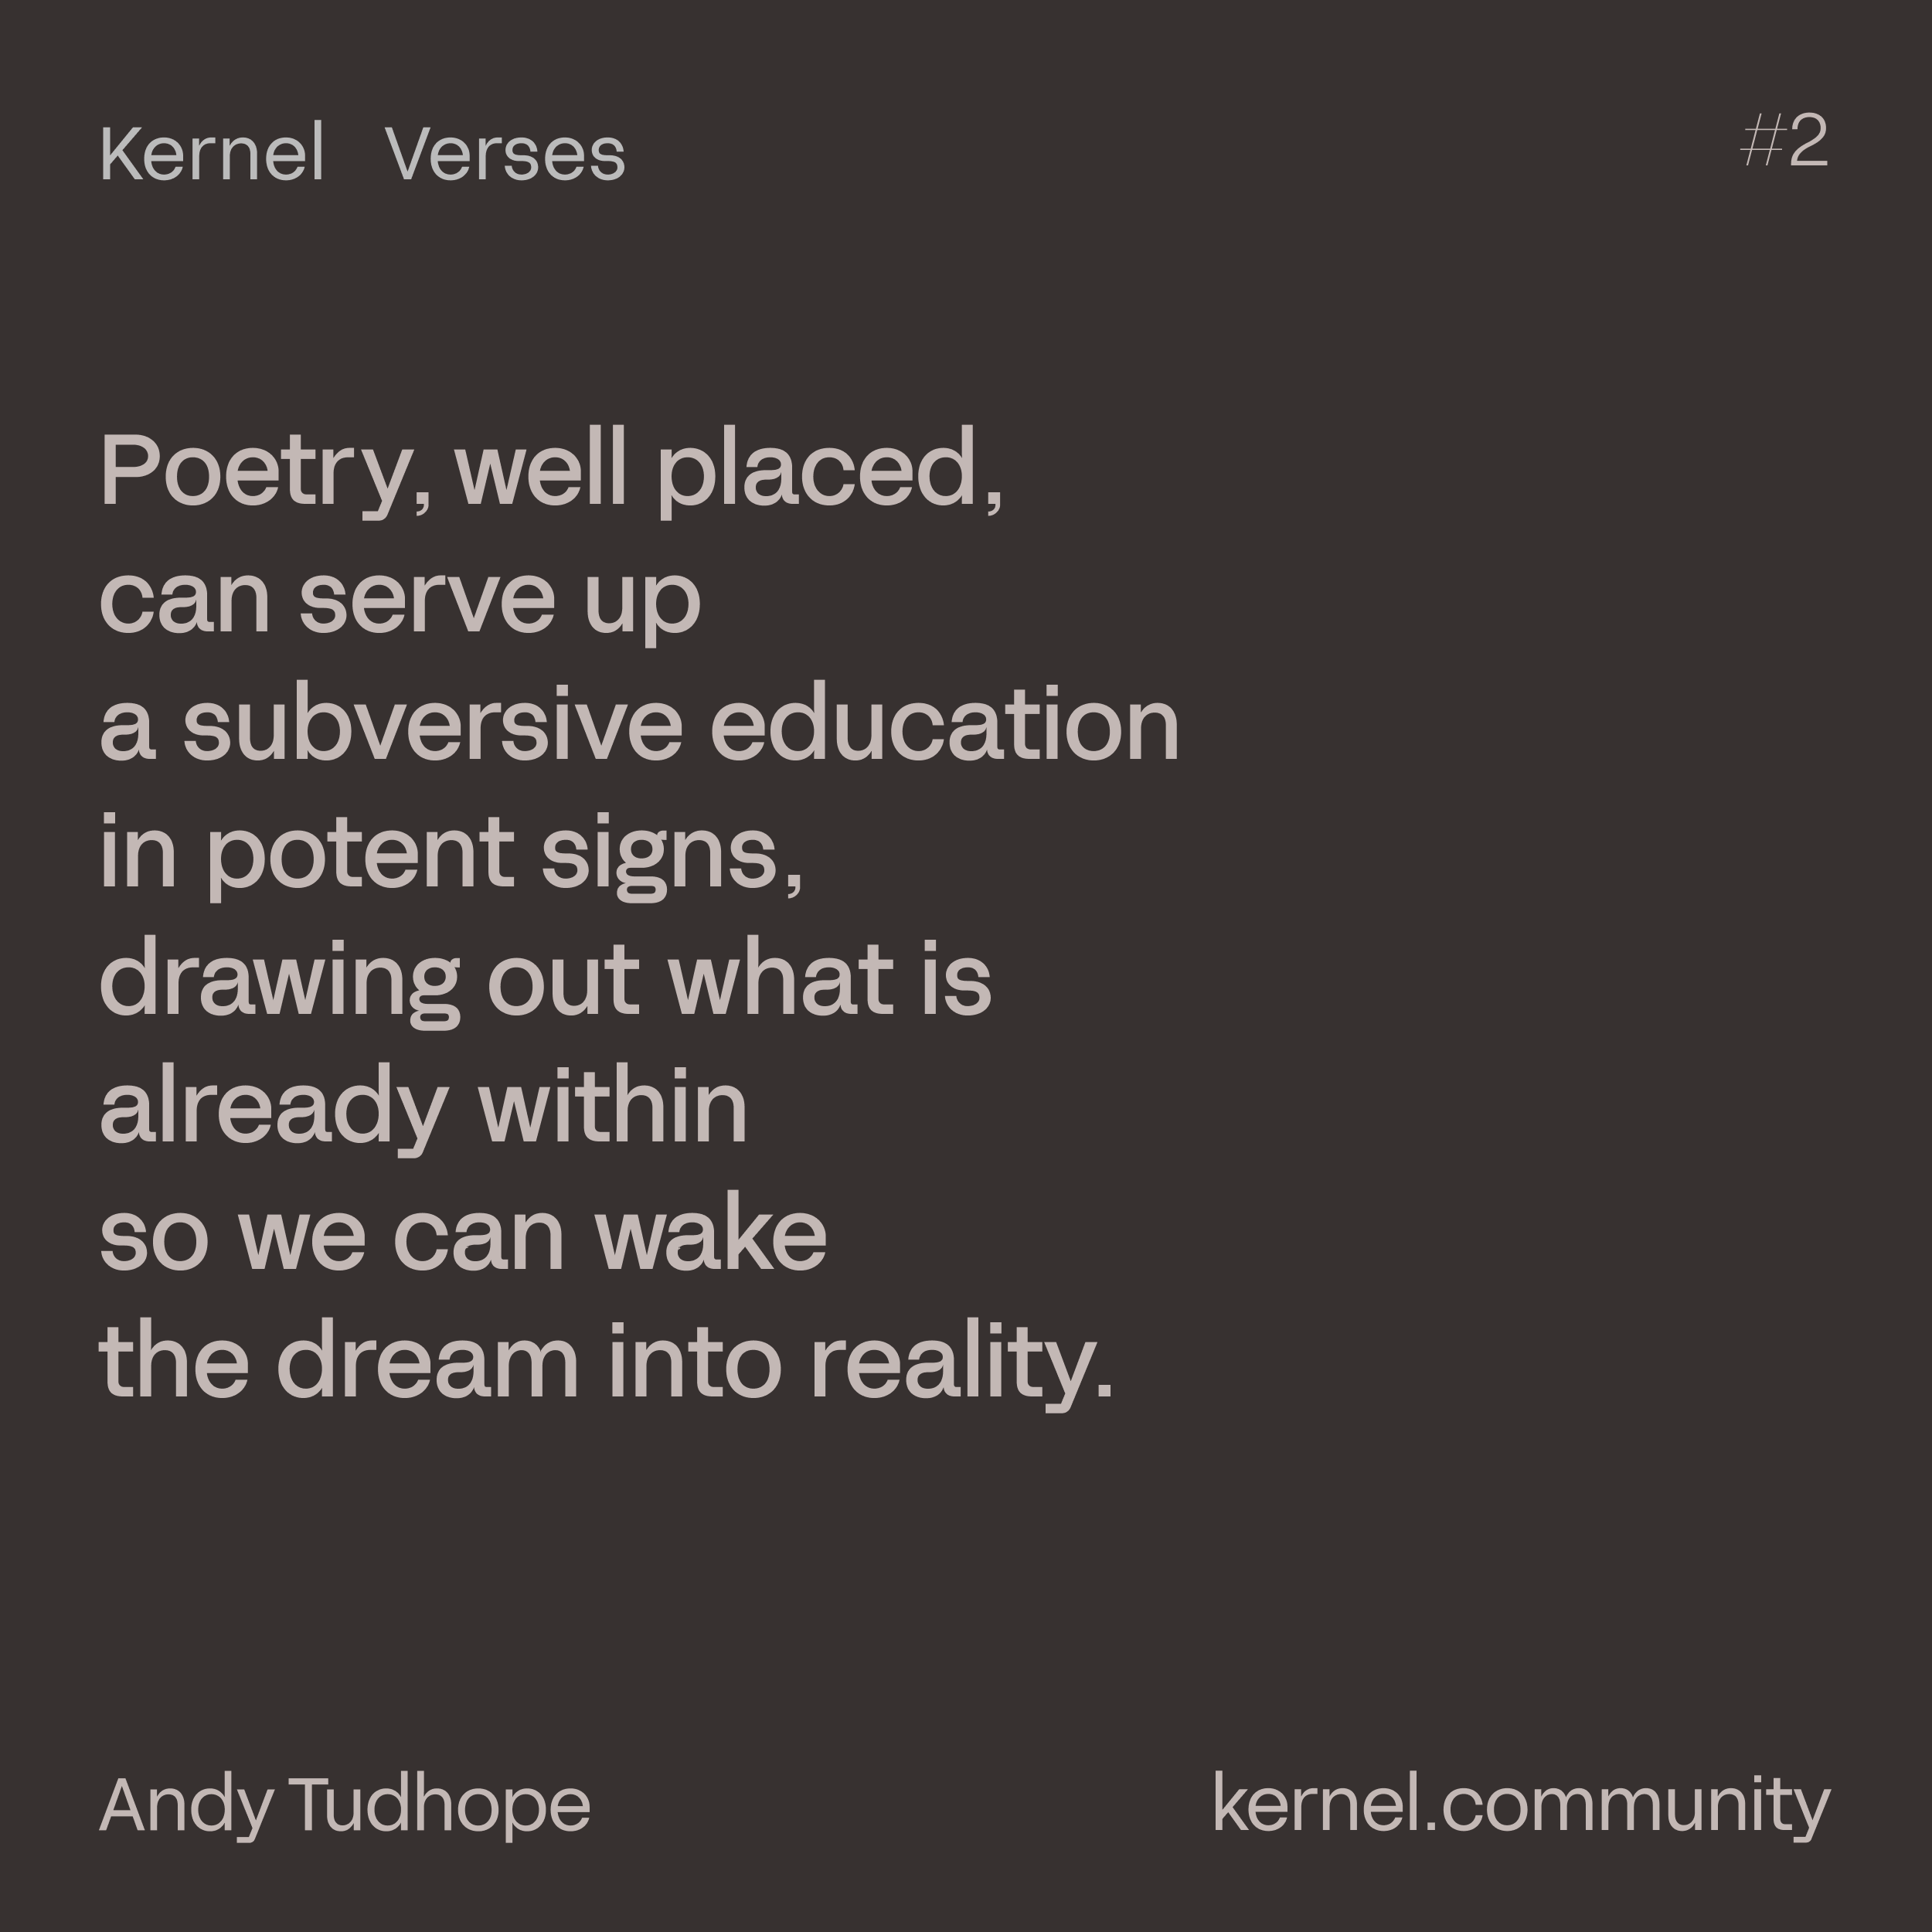 Kernel Verses
#2
Poetry, well placed,
can serve up
a subversive education
in potent signs,
drawing out what is
already within
so we can wake
the dream into reality.
Andy Tudhope
kernel.community